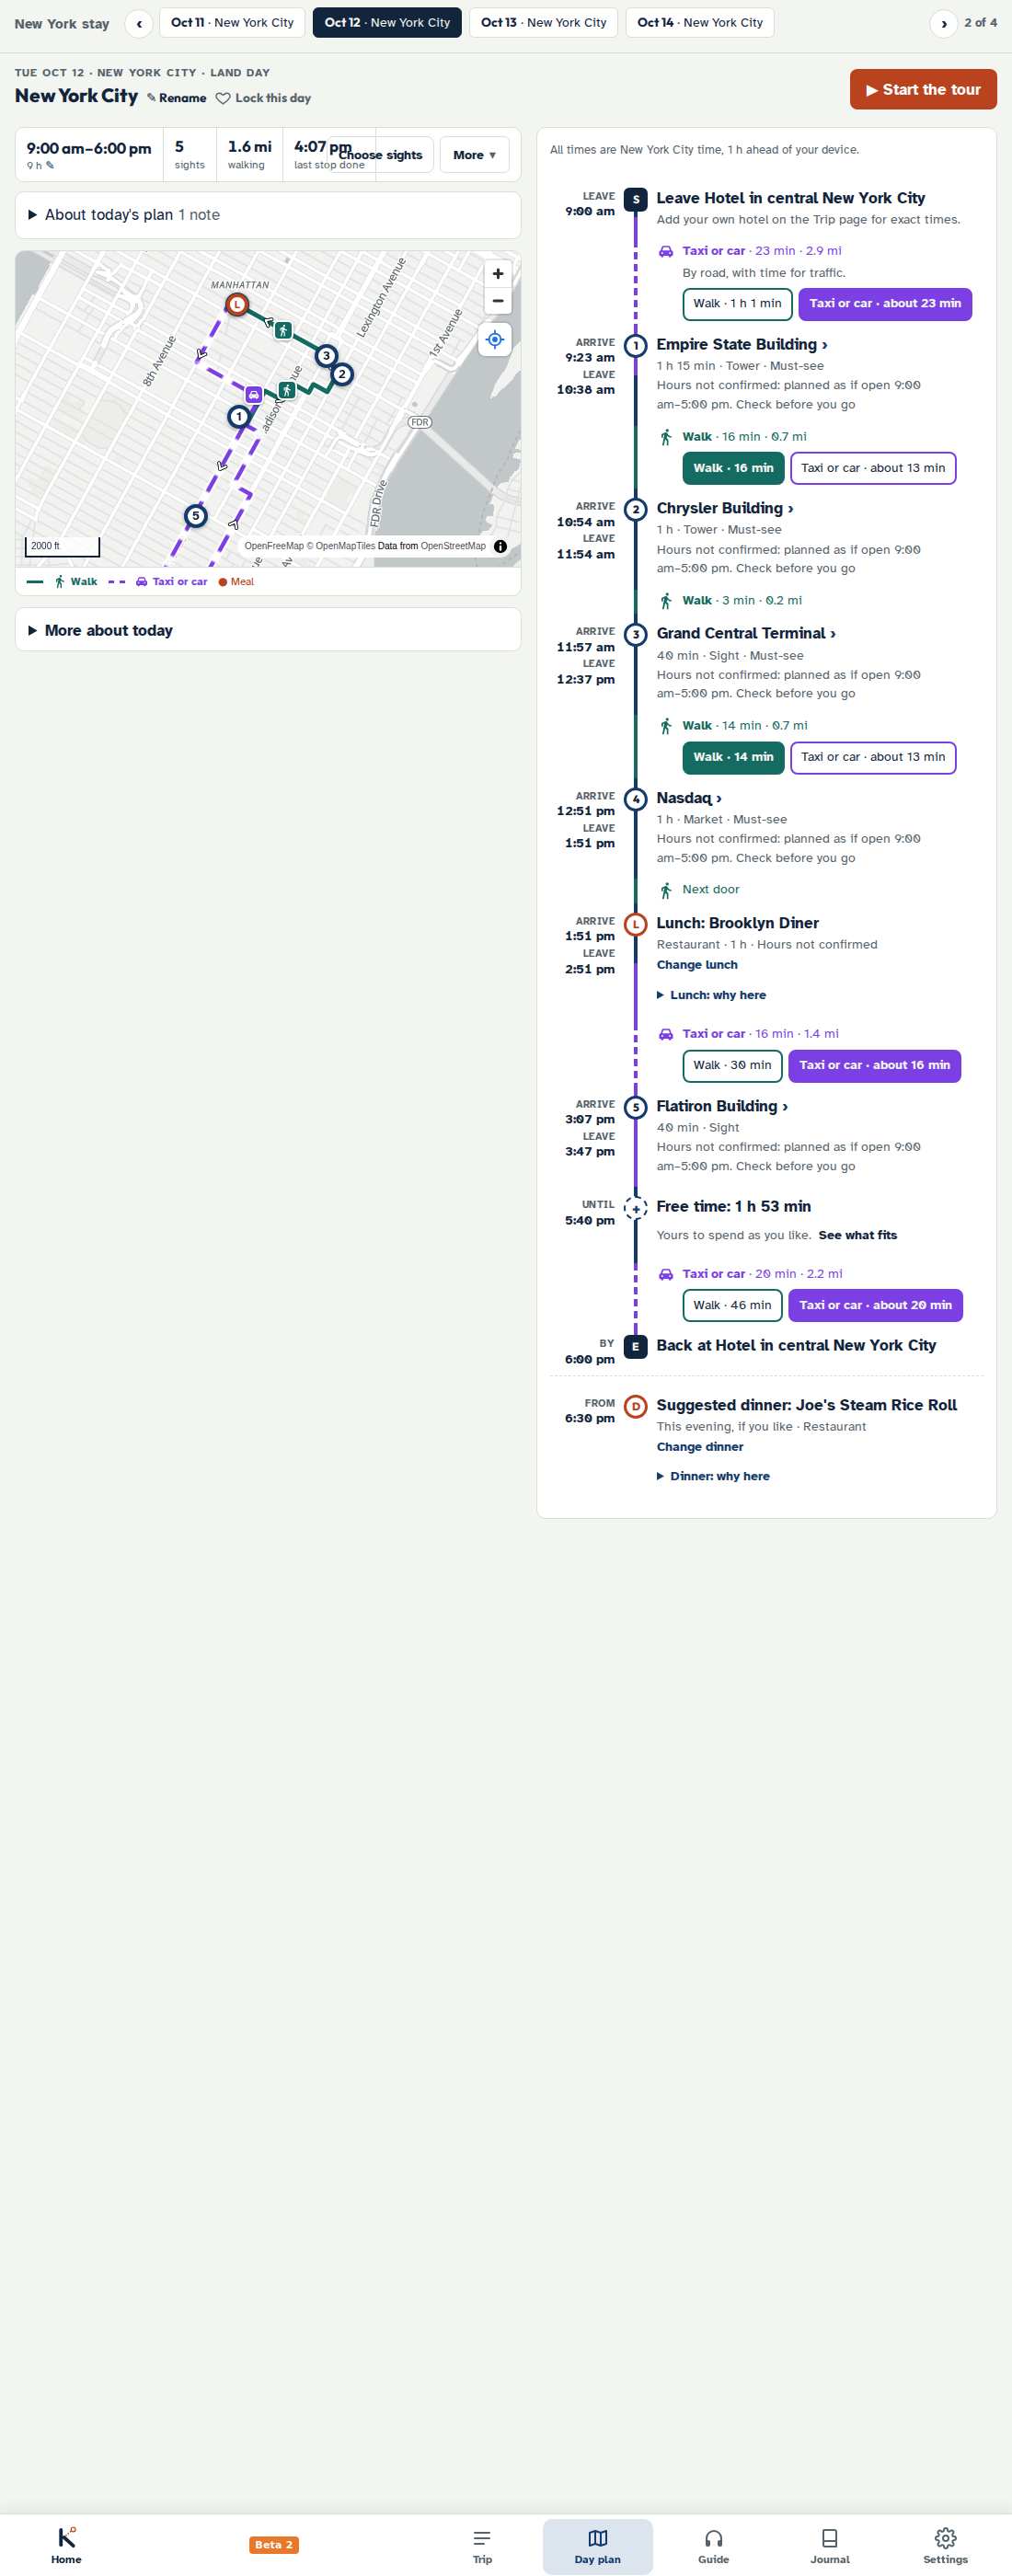 New York stay
‹
Oct 11 · New York City
Oct 12 · New York City
Oct 13 · New York City
Oct 14 · New York City
›
2 of 4
TUE OCT 12 · NEW YORK CITY · LAND DAY
New York City ✎ Rename Lock this day
▶ Start the tour
9:00 am–6:00 pm
9 h ✎
5
sights
1.6 mi
walking
4:07 pm
last stop done
Choose sights
More ▾
▶ About today's plan 1 note
MANHATTAN
Lexington Avenue
1st Avenue
8th Avenue
adison
nue
FDR
FDR Drive
L
3
2
1
5
ue
Av
+
−
2000 ft
OpenFreeMap © OpenMapTiles Data from OpenStreetMap
Walk
Taxi or car
Meal
▶ More about today
All times are New York City time, 1 h ahead of your device.
LEAVE
9:00 am
S
Leave Hotel in central New York City
Add your own hotel on the Trip page for exact times.
Taxi or car · 23 min · 2.9 mi
By road, with time for traffic.
Walk · 1 h 1 min
Taxi or car · about 23 min
ARRIVE
9:23 am
LEAVE
10:38 am
1
Empire State Building ›
1 h 15 min · Tower · Must-see
Hours not confirmed: planned as if open 9:00
am–5:00 pm. Check before you go
Walk · 16 min · 0.7 mi
Walk · 16 min
Taxi or car · about 13 min
ARRIVE
10:54 am
LEAVE
11:54 am
2
Chrysler Building ›
1 h · Tower · Must-see
Hours not confirmed: planned as if open 9:00
am–5:00 pm. Check before you go
Walk · 3 min · 0.2 mi
ARRIVE
11:57 am
LEAVE
12:37 pm
3
Grand Central Terminal ›
40 min · Sight · Must-see
Hours not confirmed: planned as if open 9:00
am–5:00 pm. Check before you go
Walk · 14 min · 0.7 mi
Walk · 14 min
Taxi or car · about 13 min
ARRIVE
12:51 pm
LEAVE
1:51 pm
4
Nasdaq ›
1 h · Market · Must-see
Hours not confirmed: planned as if open 9:00
am–5:00 pm. Check before you go
Next door
ARRIVE
1:51 pm
LEAVE
2:51 pm
L
Lunch: Brooklyn Diner
Restaurant · 1 h · Hours not confirmed
Change lunch
▶ Lunch: why here
Taxi or car · 16 min · 1.4 mi
Walk · 30 min
Taxi or car · about 16 min
ARRIVE
3:07 pm
LEAVE
3:47 pm
5
Flatiron Building ›
40 min · Sight
Hours not confirmed: planned as if open 9:00
am–5:00 pm. Check before you go
UNTIL
5:40 pm
+
Free time: 1 h 53 min
Yours to spend as you like. See what fits
Taxi or car · 20 min · 2.2 mi
Walk · 46 min
Taxi or car · about 20 min
BY
6:00 pm
E
Back at Hotel in central New York City
FROM
6:30 pm
D
Suggested dinner: Joe's Steam Rice Roll
This evening, if you like · Restaurant
Change dinner
▶ Dinner: why here
Home
Beta 2
Trip
Day plan
Guide
Journal
Settings